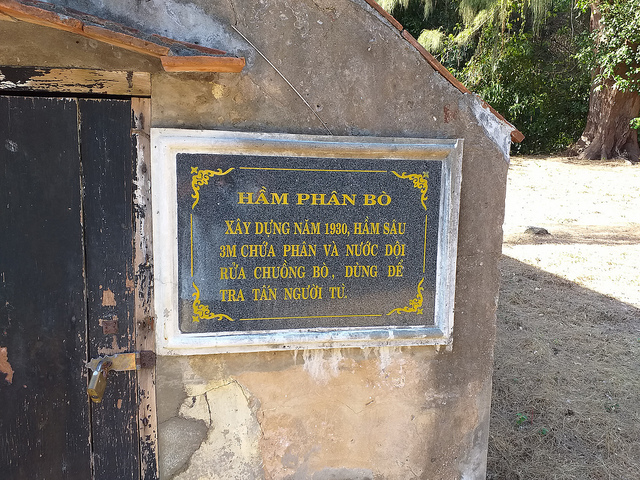 HẦM PHÂN BÒ
XÂY DỰNG NĂM 1930, HẦM SÂU
3M CHỨA PHÂN VÀ NƯỚC DỘI
RỬA CHUỒNG BÒ, DÙNG ĐỂ
TRA TẤN NGƯỜI TÙ.